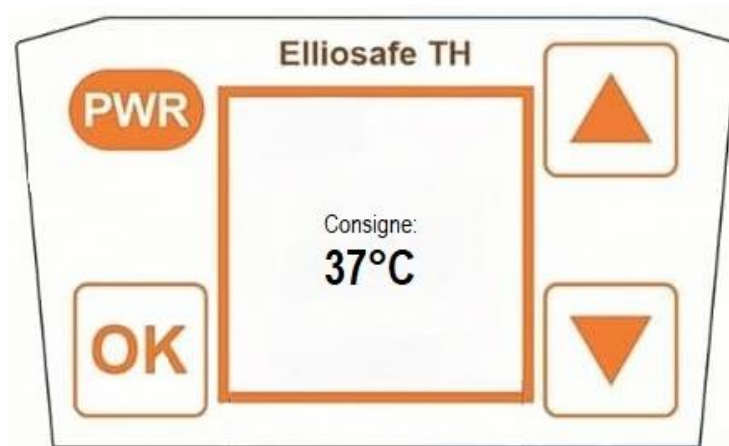 Elliosafe TH
PWR
Consigne:
37°C
OK